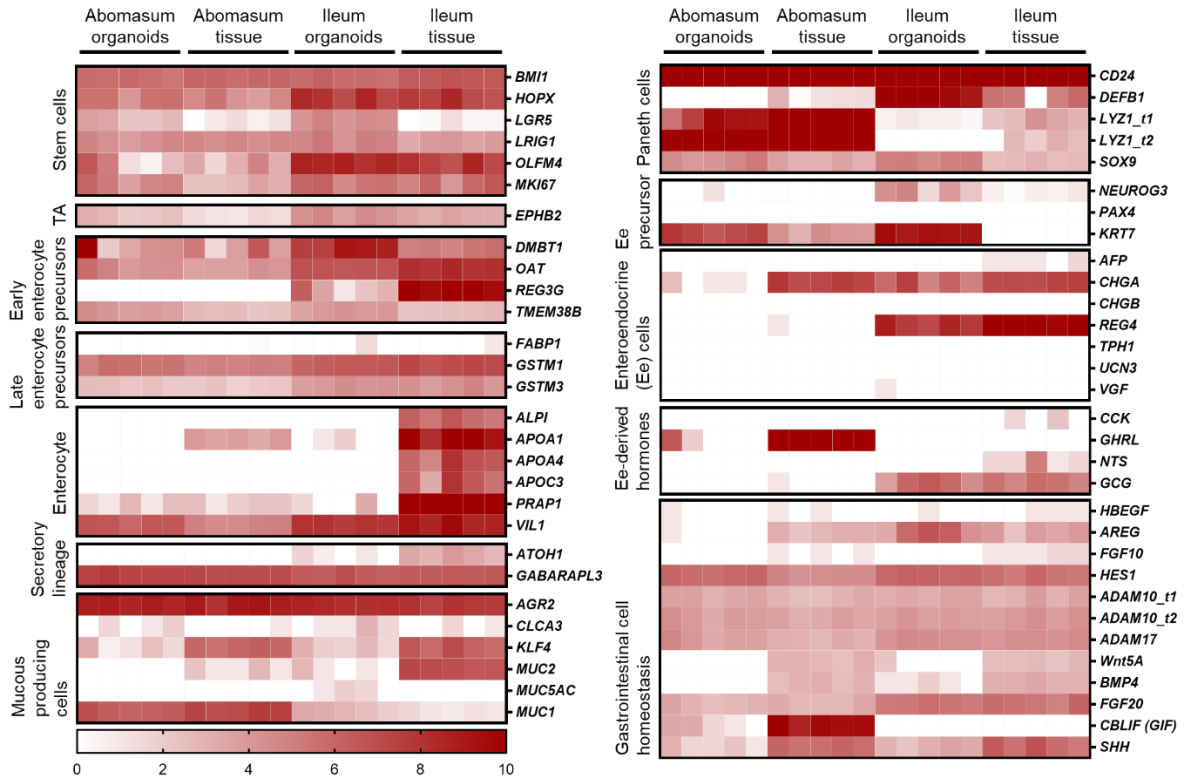 Abomasum organoids
Abomasum tissue
Ileum organoids
Ileum tissue
Stem cells
BMI1
HOPX
LGR5
LRIG1
OLFM4
MKI67
TA
EPHB2
Early enterocyte precursors
DMBT1
OAT
REG3G
TMEM38B
Late enterocyte precursors
FABP1
GSTM1
GSTM3
Enterocyte
ALPI
APOA1
APOA4
APOC3
PRAP1
VIL1
Secretory lineage
ATOH1
GABARAPL3
Mucous producing cells
AGR2
CLCA3
KLF4
MUC2
MUC5AC
MUC1
0 2 4 6 8 10
Abomasum organoids
Abomasum tissue
Ileum organoids
Ileum tissue
Paneth cells
CD24
DEFB1
LYZ1_t1
LYZ1_t2
SOX9
Ee precursor
NEUROG3
PAX4
KRT7
Enteroendocrine (Ee) cells
AFP
CHGA
CHGB
REG4
TPH1
UCN3
VGF
Ee-derived hormones
CCK
GHRL
NTS
GCG
Gastrointestinal cell homeostasis
HBEGF
AREG
FGF10
HES1
ADAM10_t1
ADAM10_t2
ADAM17
Wnt5A
BMP4
FGF20
CBLIF (GIF)
SHH